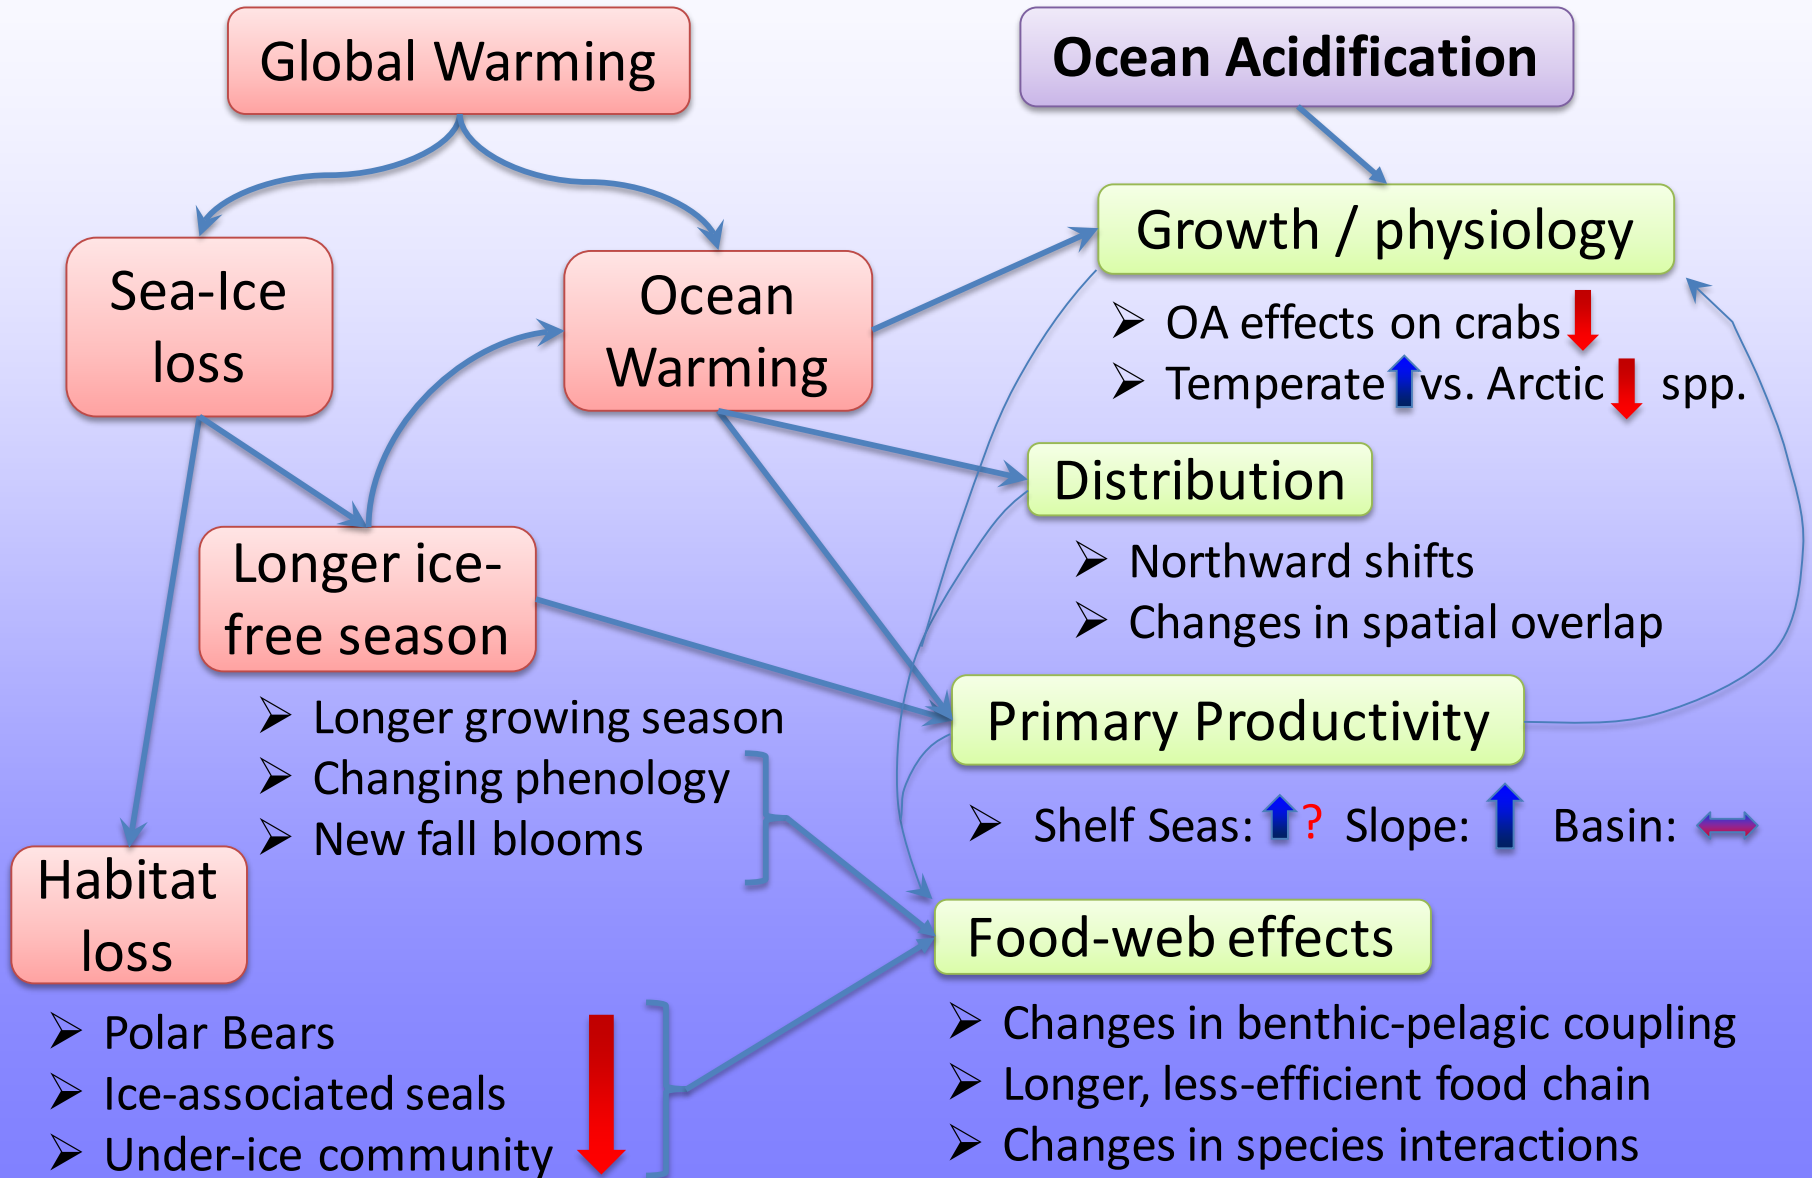 Global Warming
Ocean Acidification
Sea-Ice
loss
Ocean
Warming
Growth / physiology
OA effects on crabs
Temperate vs. Arctic spp.
Distribution
Northward shifts
Changes in spatial overlap
Longer ice-
free season
Longer growing season
Changing phenology
New fall blooms
Primary Productivity
Shelf Seas: ? Slope: Basin:
Habitat
loss
Polar Bears
Ice-associated seals
Under-ice community
Food-web effects
Changes in benthic-pelagic coupling
Longer, less-efficient food chain
Changes in species interactions